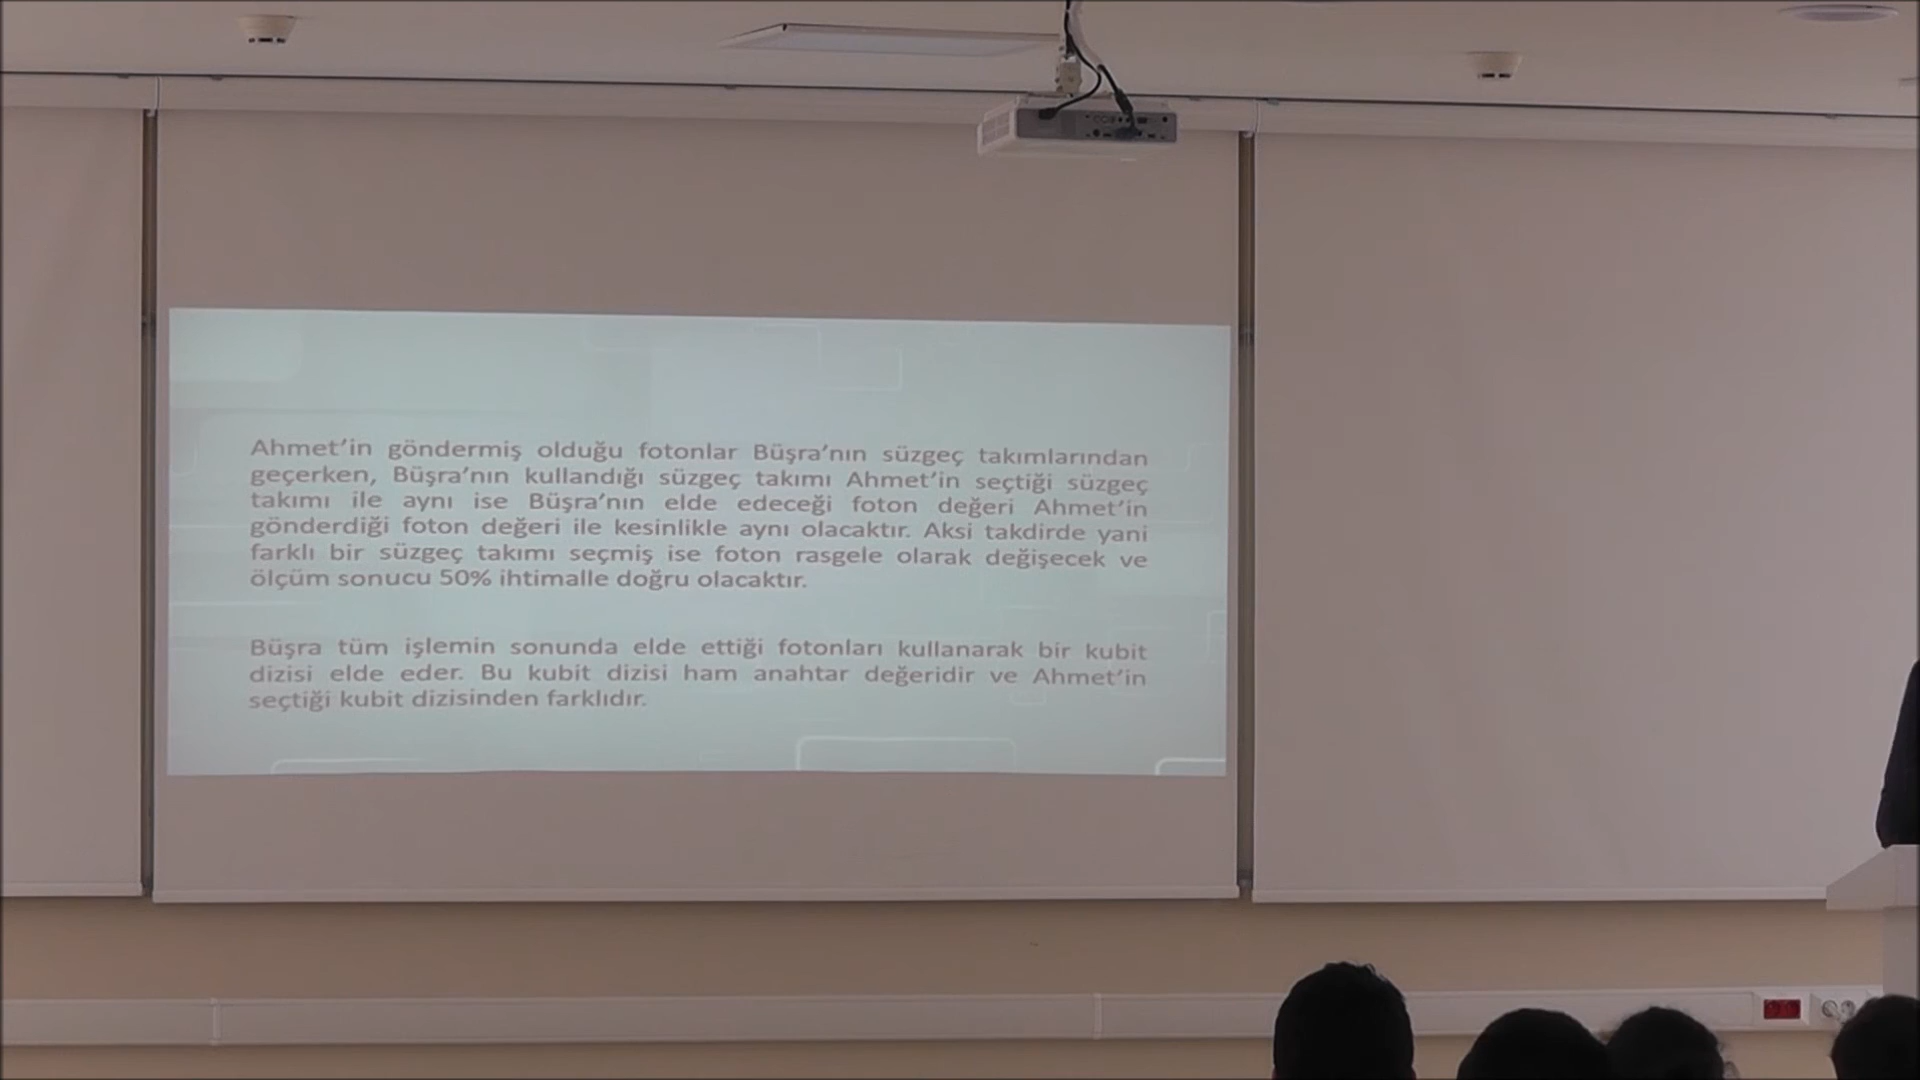 Ahmet'in göndermiş olduğu fotonlar Büşra'nın süzgeç takımlarından
geçerken, Büşra'nın kullandığı süzgeç takımı Ahmet'in seçtiği süzgeç
takımı ile aynı ise Büşra'nın elde edeceği foton değeri Ahmet'in
gönderdiği foton değeri ile kesinlikle aynı olacaktır. Aksi takdirde yani
farklı bir süzgeç takımı seçmiş ise foton rasgele olarak değişecek ve
ölçüm sonucu 50% ihtimalle doğru olacaktır.
Büşra tüm işlemin sonunda elde ettiği fotonları kullanarak bir kubit
dizisi elde eder. Bu kubit dizisi ham anahtar değeridir ve Ahmet'in
seçtiği kubit dizisinden farklıdır.